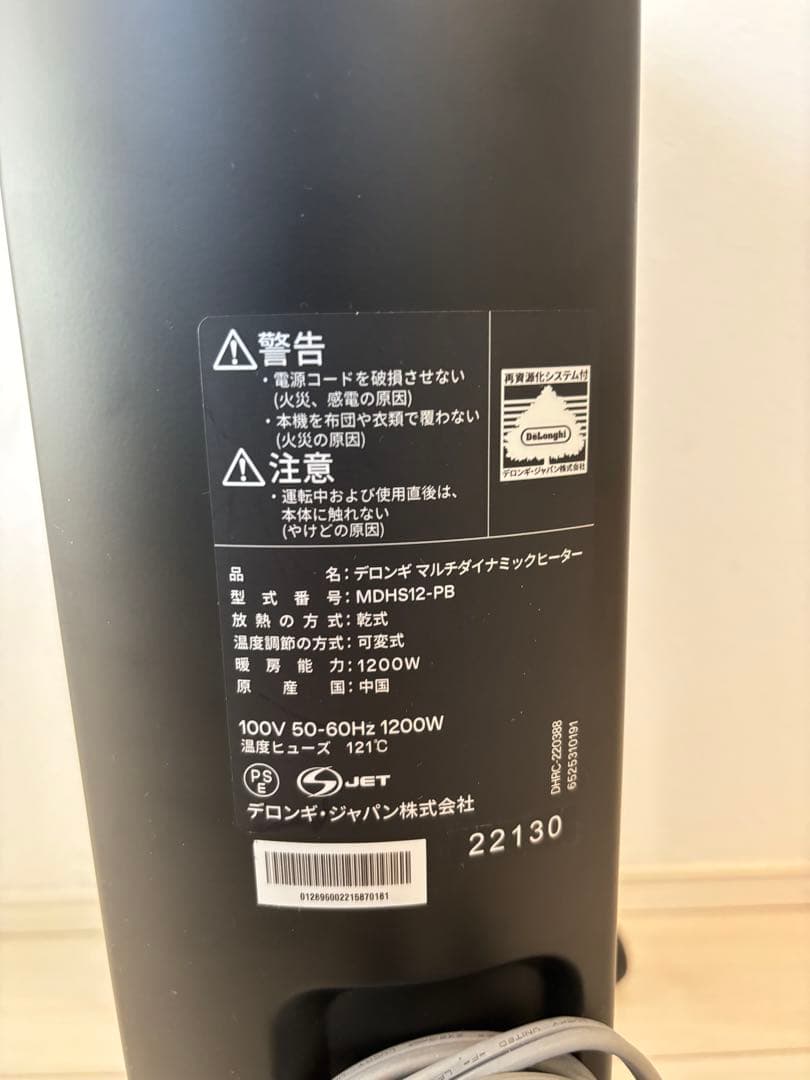 警告
・電源コードを破損させない
(火災、感電の原因)
・本機を布団や衣類で覆わない
(火災の原因)
注意
・運転中および使用直後は、
本体に触れない
(やけどの原因)
再資源化システム付
DeLonghi
デロンギ・ジャパン株式会社
品名：デロンギ マルチダイナミックヒーター
型式番号：MDHS12-PB
放熱の方式：乾式
温度調節の方式：可変式
暖房能力：1200W
原産国：中国
100V 50-60Hz 1200W
温度ヒューズ 121℃
PSE
JET
デロンギ・ジャパン株式会社
DHRC-220388
6525310191
22130
012896002215870181
UNITED